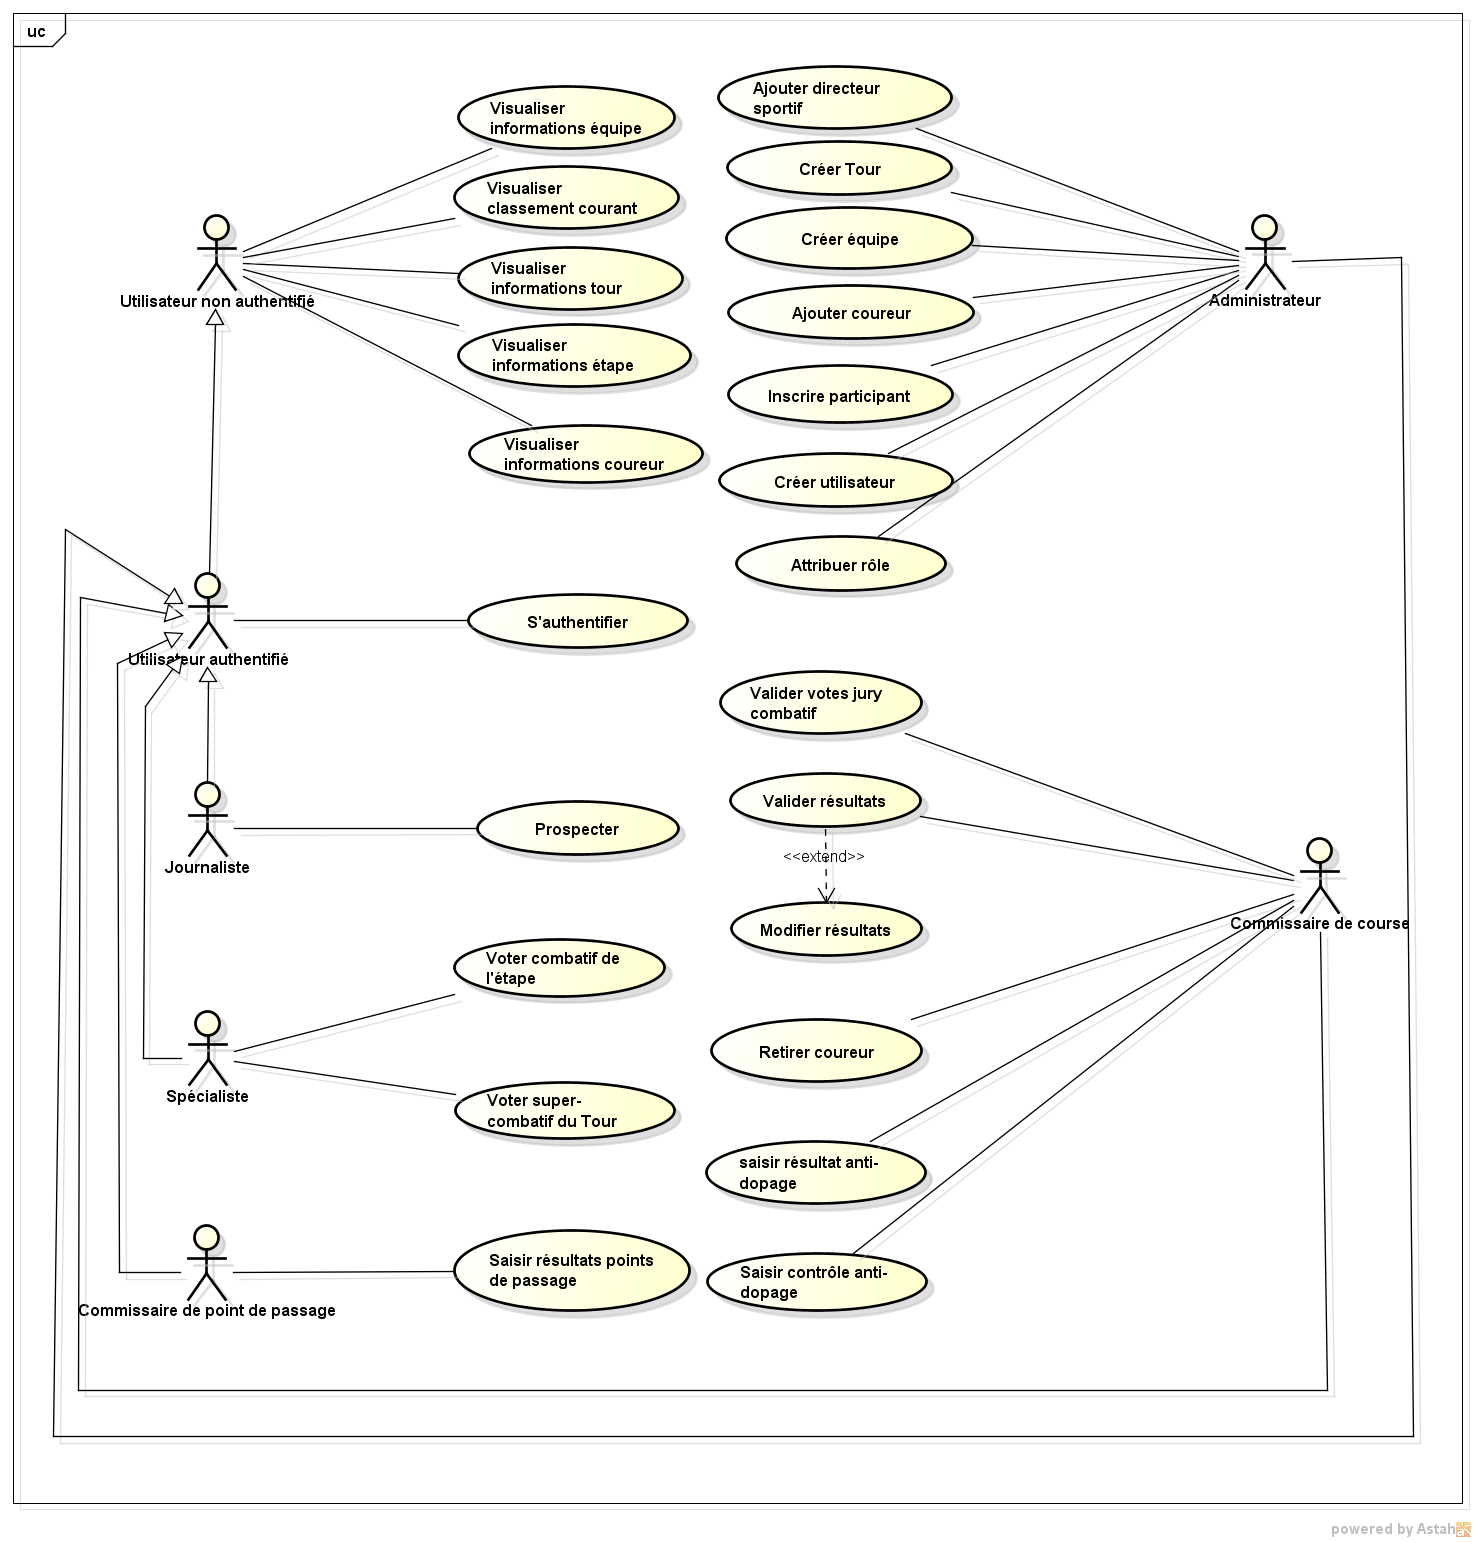 uc
Visualiser
informations équipe
Visualiser
classement courant
Visualiser
informations tour
Visualiser
informations étape
Visualiser
informations coureur
Utilisateur non authentifié
Ajouter directeur
sportif
Créer Tour
Créer équipe
Ajouter coureur
Inscrire participant
Créer utilisateur
Attribuer rôle
Administrateur
S'authentifier
Utilisateur authentifié
Valider votes jury
combatif
Valider résultats
<<extend>>
Modifier résultats
Prospecter
Journaliste
Commissaire de course
Voter combatif de
l'étape
Voter super-
combatif du Tour
Spécialiste
Retirer coureur
saisir résultat anti-
dopage
Saisir contrôle anti-
dopage
Saisir résultats points
de passage
Commissaire de point de passage
powered by Astah